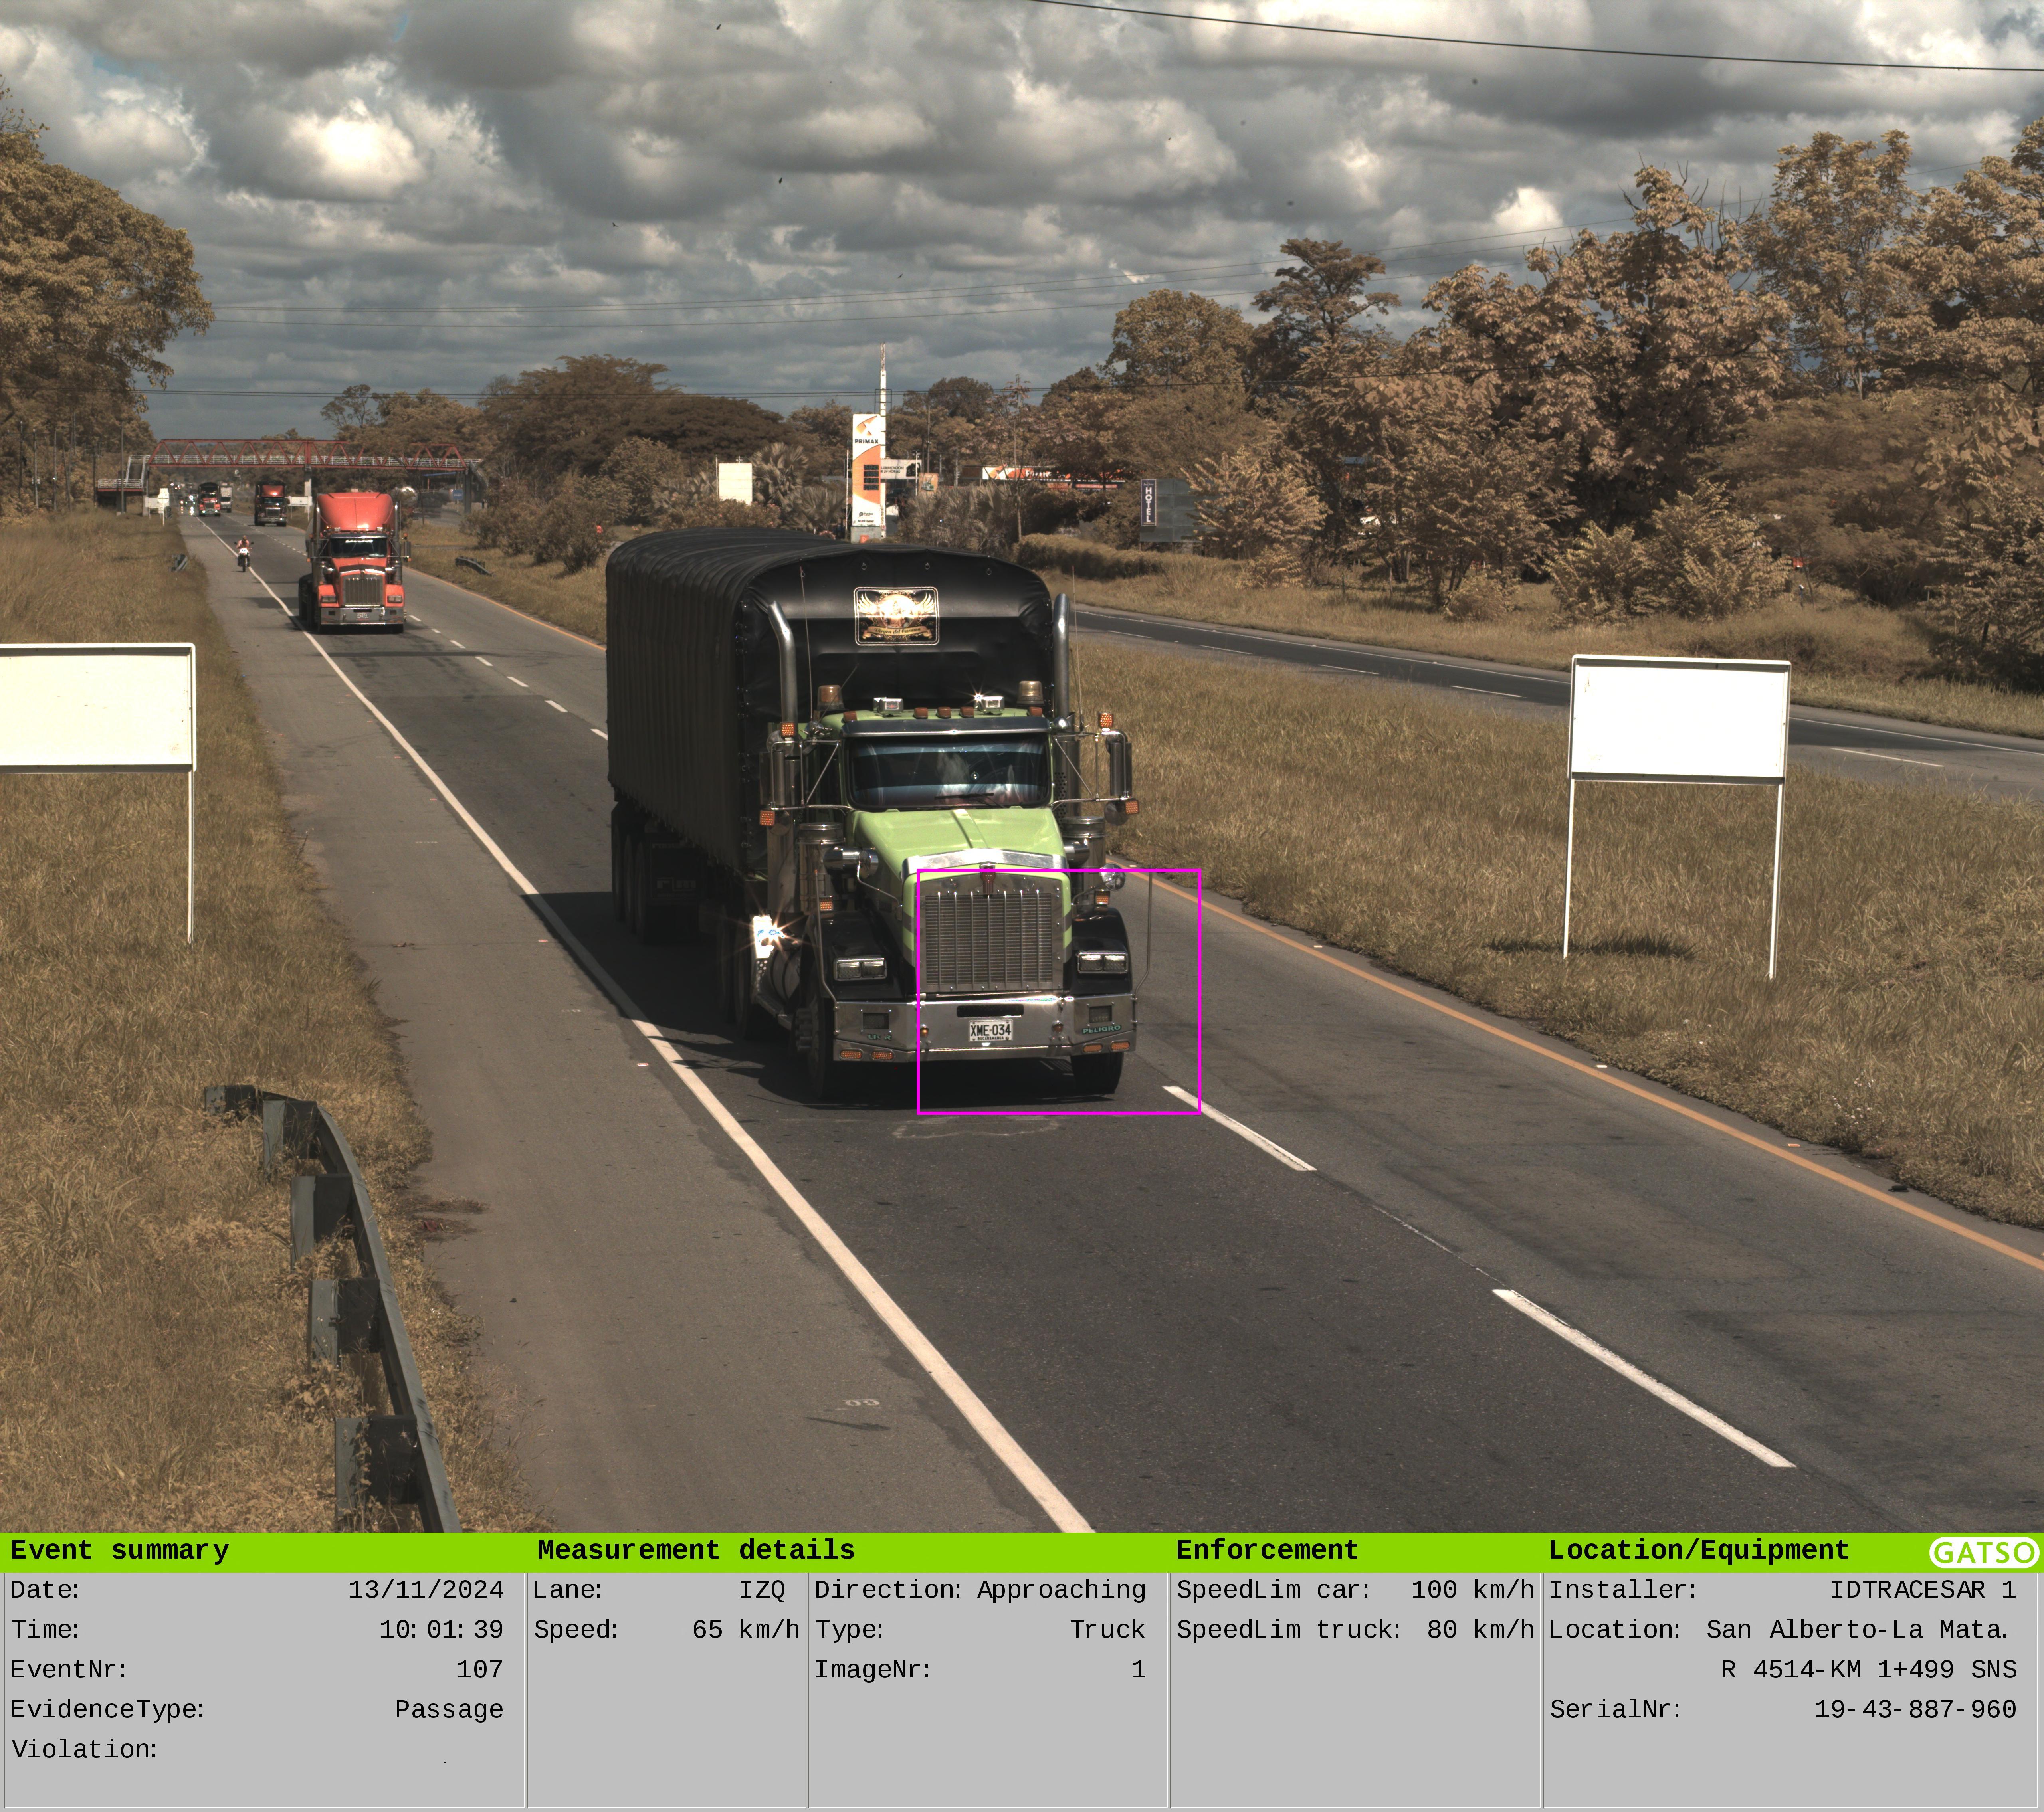 PRIMAX
HOTEL
XME-034
PELIGRO
Event summary
Measurement details
Enforcement
Location/Equipment
GATSO
Date: 13/11/2024
Lane: IZQ
Direction: Approaching
SpeedLim car: 100 km/h
Installer: IDTRACESAR 1
Time: 10:01:39
Speed: 65 km/h
Type: Truck
SpeedLim truck: 80 km/h
Location: San Alberto-La Mata.
EventNr: 107
ImageNr: 1
R 4514-KM 1+499 SNS
EvidenceType: Passage
SerialNr: 19-43-887-960
Violation: